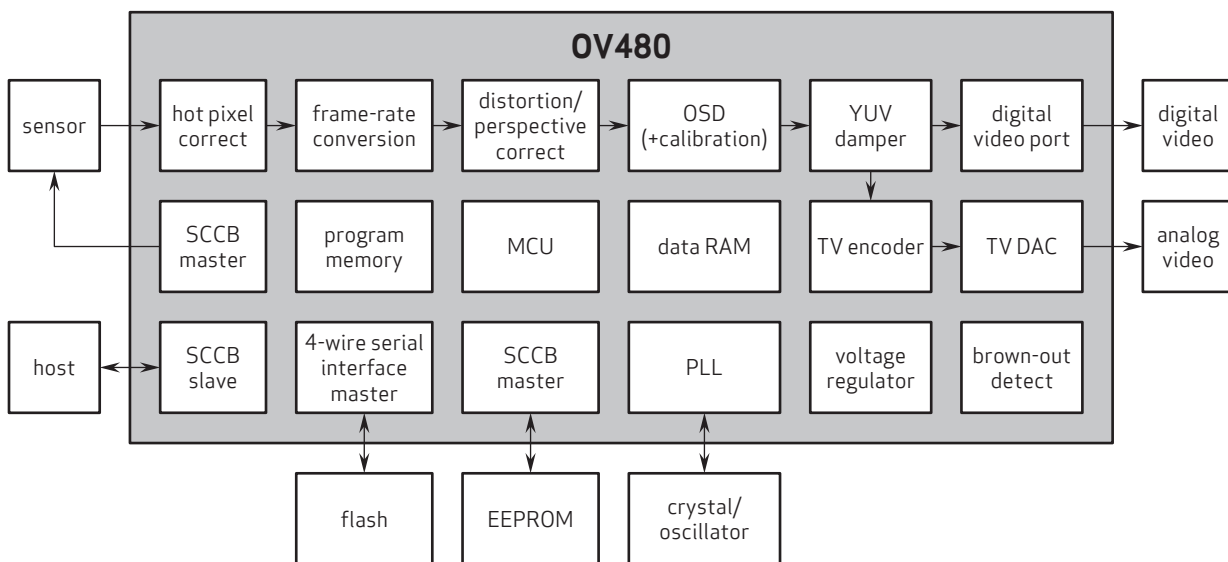 OV480
sensor
hot pixel
correct
frame-rate
conversion
distortion/
perspective
correct
OSD
(+calibration)
YUV
damper
digital
video port
digital
video
SCCB
master
program
memory
MCU
data RAM
TV encoder
TV DAC
analog
video
host
SCCB
slave
4-wire serial
interface
master
SCCB
master
PLL
voltage
regulator
brown-out
detect
flash
EEPROM
crystal/
oscillator